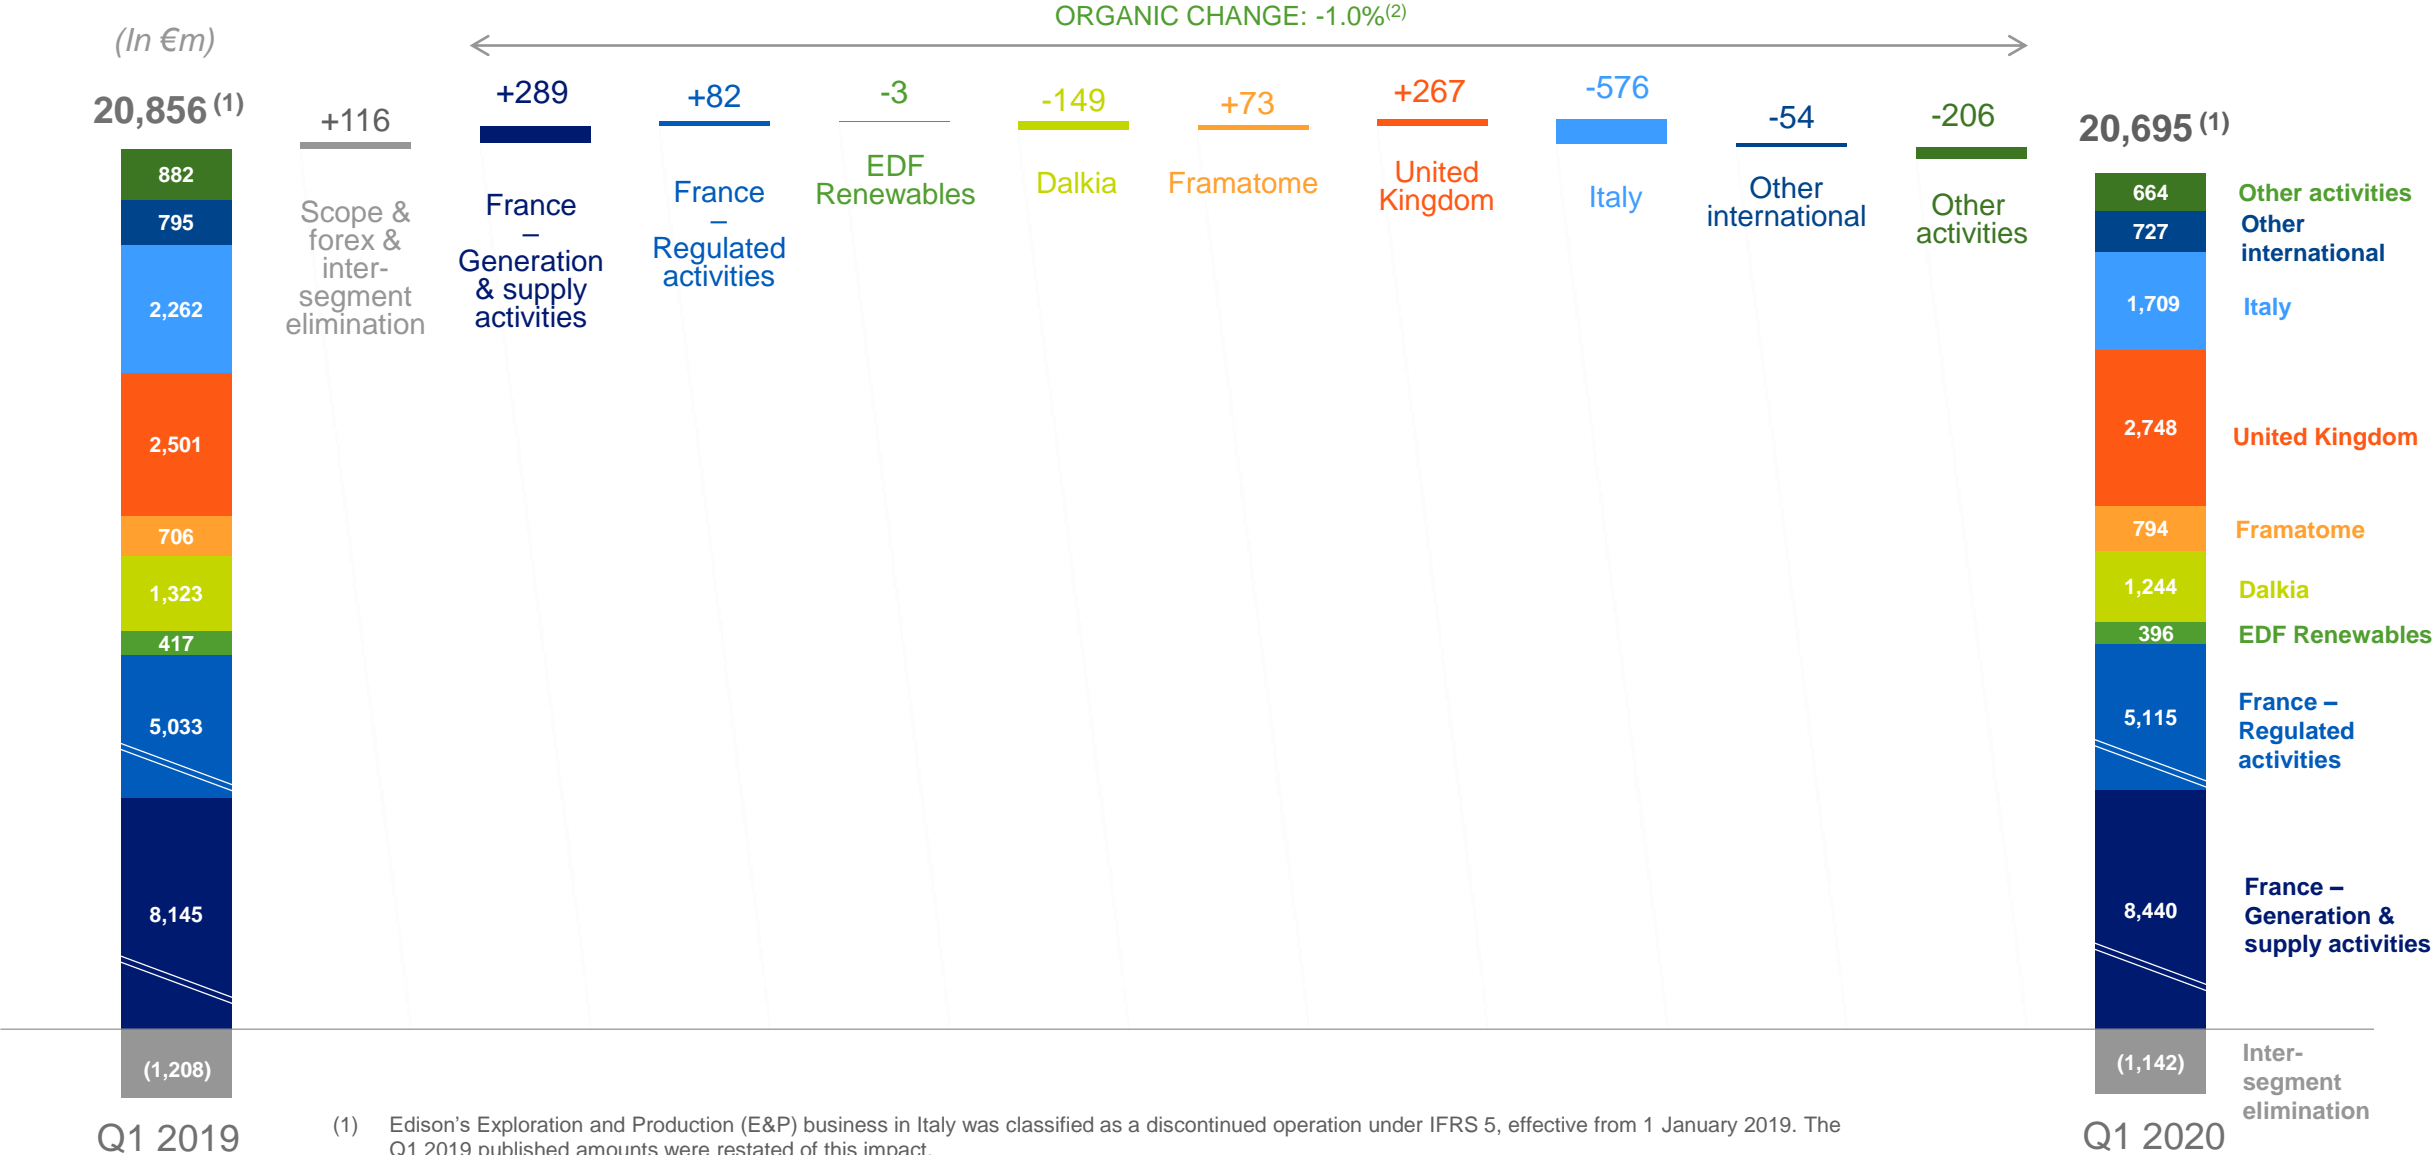 ORGANIC CHANGE: -1.0%(2)
(In €m)
20,856 (1)
882
795
2,262
2,501
706
1,323
417
5,033
8,145
(1,208)
Q1 2019
+116
Scope &
forex &
inter-
segment
elimination
+289
France
–
Generation
& supply
activities
+82
France
–
Regulated
activities
-3
EDF
Renewables
-149
Dalkia
+73
Framatome
+267
United
Kingdom
-576
Italy
-54
Other
international
-206
Other
activities
20,695 (1)
664
727
1,709
2,748
794
1,244
396
5,115
8,440
(1,142)
Q1 2020
Other activities
Other
international
Italy
United Kingdom
Framatome
Dalkia
EDF Renewables
France –
Regulated
activities
France –
Generation &
supply activities
Inter-
segment
elimination
(1) Edison's Exploration and Production (E&P) business in Italy was classified as a discontinued operation under IFRS 5, effective from 1 January 2019. The
Q1 2019 published amounts were restated of this impact.